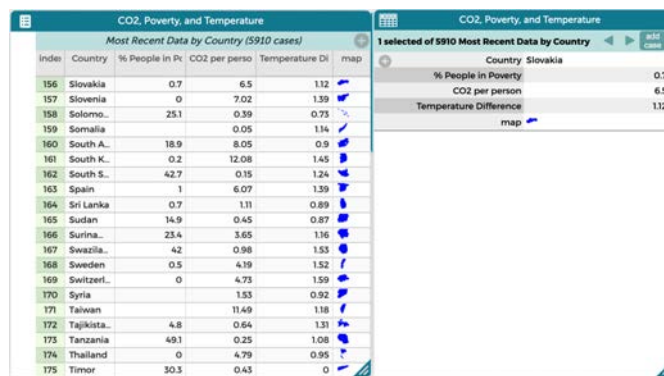 CO2, Poverty, and Temperature
Most Recent Data by Country (5910 cases)
index Country % People in Po CO2 per perso Temperature Di map
156 Slovakia 0.7 6.5 1.12
157 Slovenia 0 7.02 1.39
158 Solomo... 25.1 0.39 0.73
159 Somalia 0.05 1.14
160 South A... 18.9 8.05 0.9
161 South K... 0.2 12.08 1.45
162 South S... 42.7 0.15 1.24
163 Spain 1 6.07 1.39
164 Sri Lanka 0.7 1.11 0.89
165 Sudan 14.9 0.45 0.87
166 Surina... 23.4 3.65 1.16
167 Swazila... 42 0.98 1.53
168 Sweden 0.5 4.19 1.52
169 Switzerl... 0 4.73 1.59
170 Syria 1.53 0.92
171 Taiwan 11.49 1.18
172 Tajikista... 4.8 0.64 1.31
173 Tanzania 49.1 0.25 1.08
174 Thailand 0 4.79 0.95
175 Timor 30.3 0.43 0
CO2, Poverty, and Temperature
1 selected of 5910 Most Recent Data by Country
add case
Country Slovakia
% People in Poverty 0.7
CO2 per person 6.5
Temperature Difference 1.12
map